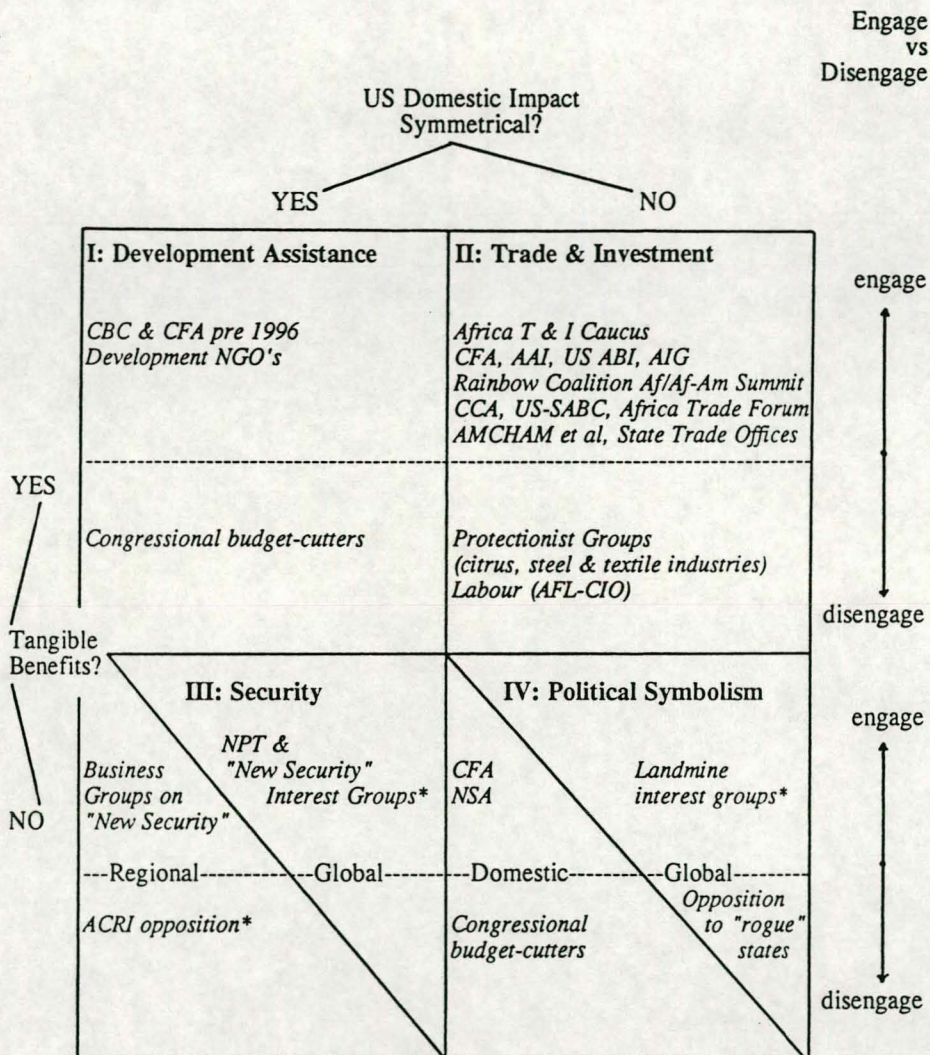 Engage
vs
Disengage
US Domestic Impact
Symmetrical?
YES
NO
I: Development Assistance
CBC & CFA pre 1996
Development NGO's
II: Trade & Investment
Africa T & I Caucus
CFA, AAI, US ABI, AIG
Rainbow Coalition Af/Af-Am Summit
CCA, US-SABC, Africa Trade Forum
AMCHAM et al, State Trade Offices
engage
YES
Congressional budget-cutters
Protectionist Groups
(citrus, steel & textile industries)
Labour (AFL-CIO)
disengage
Tangible
Benefits?
NO
III: Security
NPT &
"New Security"
Interest Groups*
Business
Groups on
"New Security"
Regional
Global
ACRI opposition*
IV: Political Symbolism
CFA
NSA
Landmine
interest groups*
Domestic
Global
Congressional
budget-cutters
Opposition
to "rogue"
states
engage
disengage